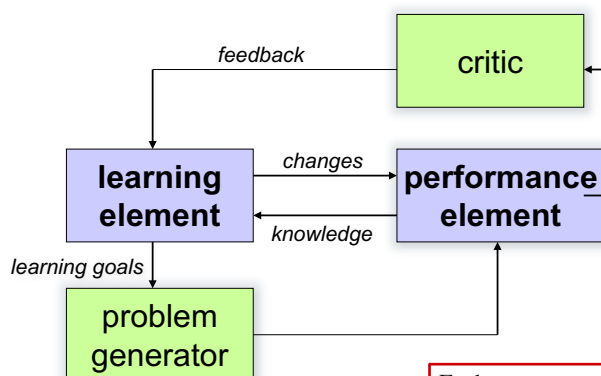 feedback
critic
learning
element
changes
performance
element
knowledge
learning goals
problem
generator